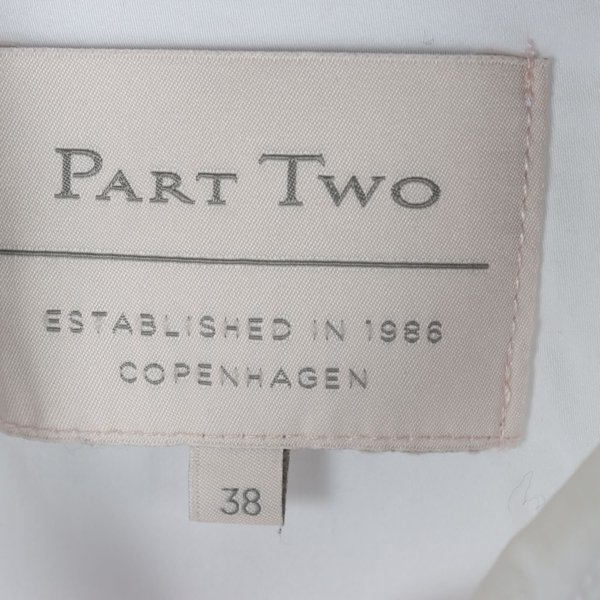 PART TWO
ESTABLISHED IN 1986
COPENHAGEN
38